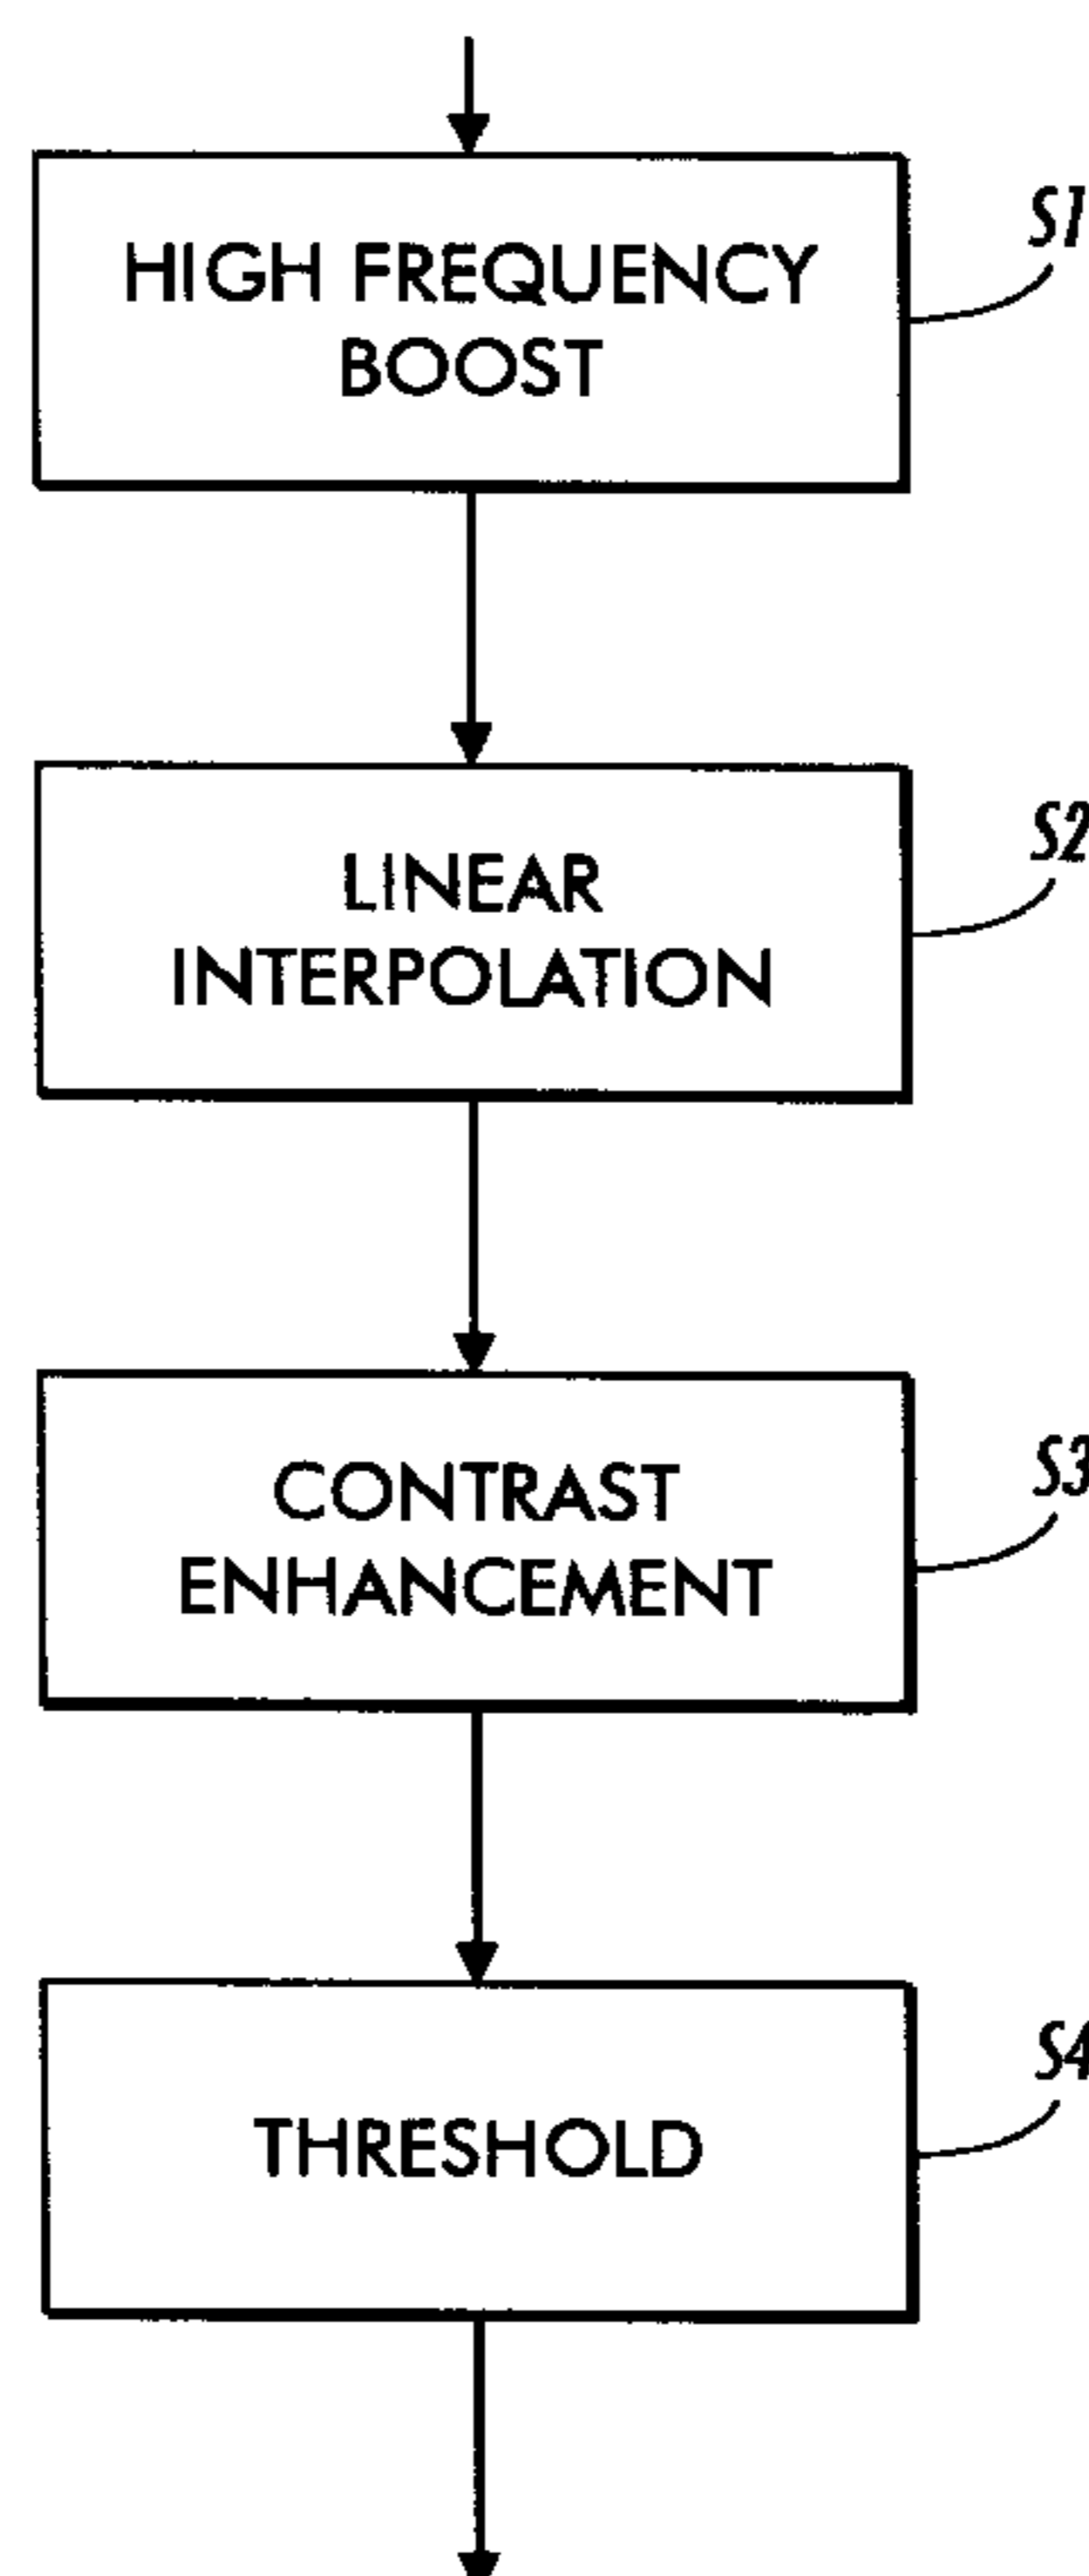 HIGH FREQUENCY
BOOST
S1
LINEAR
INTERPOLATION
S2
CONTRAST
ENHANCEMENT
S3
THRESHOLD
S4